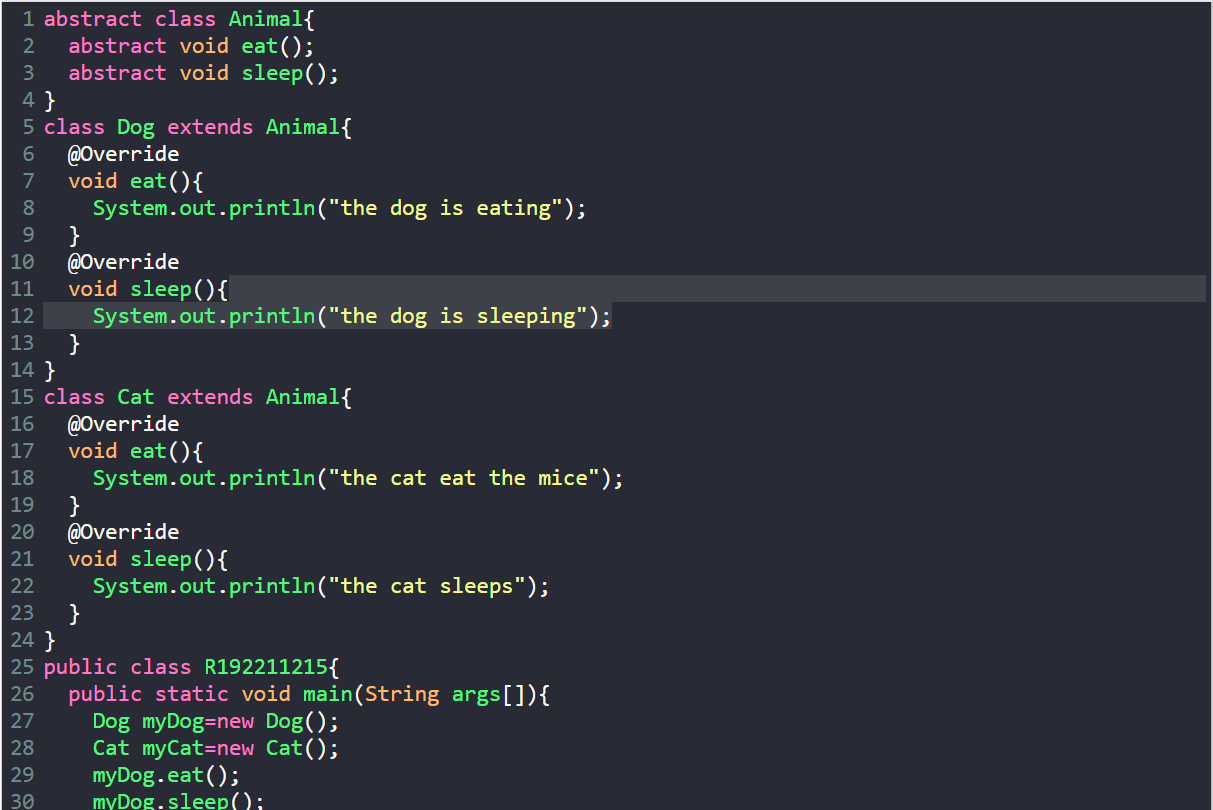 1 abstract class Animal{
2   abstract void eat();
3   abstract void sleep();
4 }
5 class Dog extends Animal{
6   @Override
7   void eat(){
8     System.out.println("the dog is eating");
9   }
10   @Override
11   void sleep(){
12     System.out.println("the dog is sleeping");
13   }
14 }
15 class Cat extends Animal{
16   @Override
17   void eat(){
18     System.out.println("the cat eat the mice");
19   }
20   @Override
21   void sleep(){
22     System.out.println("the cat sleeps");
23   }
24 }
25 public class R192211215{
26   public static void main(String args[]){
27     Dog myDog=new Dog();
28     Cat myCat=new Cat();
29     myDog.eat();
30     myDog.sleep();